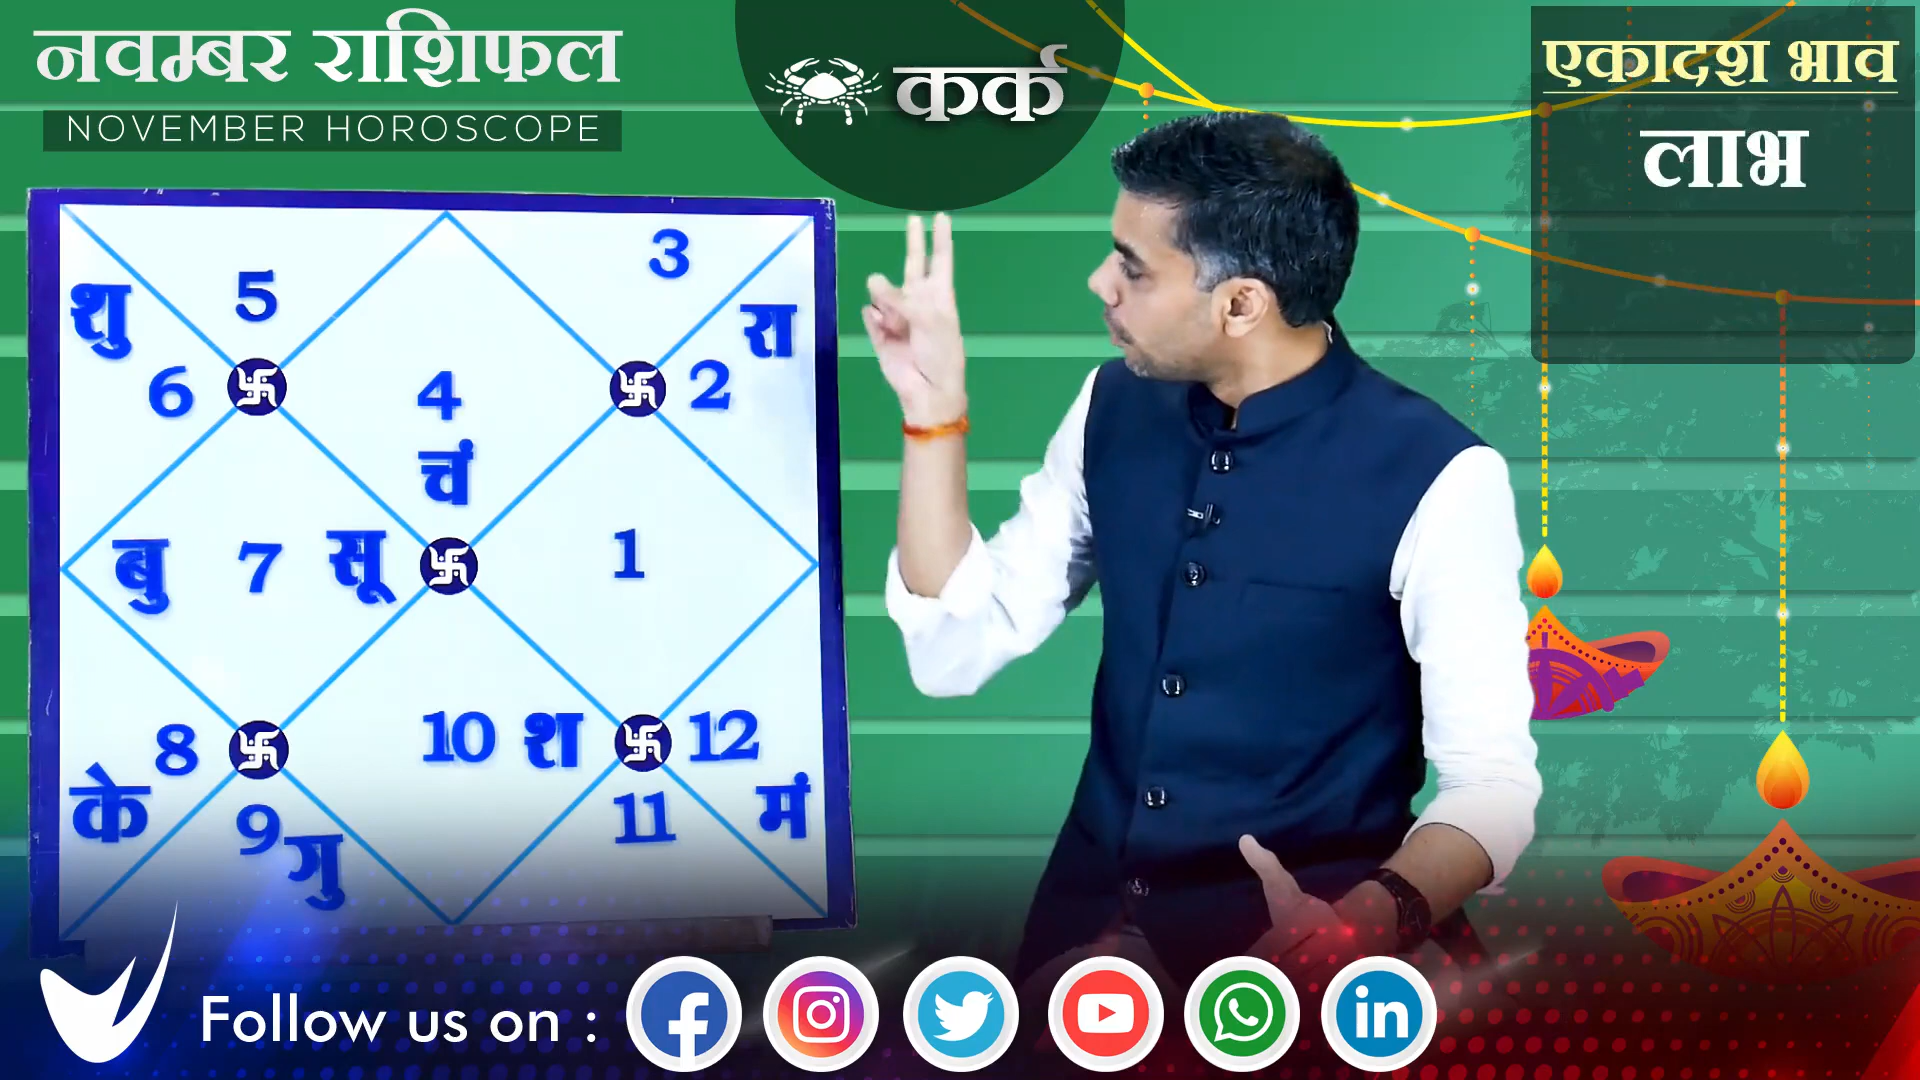 नवम्बर राशिफल
NOVEMBER HOROSCOPE
कर्क
एकादश भाव
लाभ
3
5
शु
रा
6
4
2
चं
बु 7 सू
1
8
10 श
12
के
9
गु
11
मं
Follow us on :